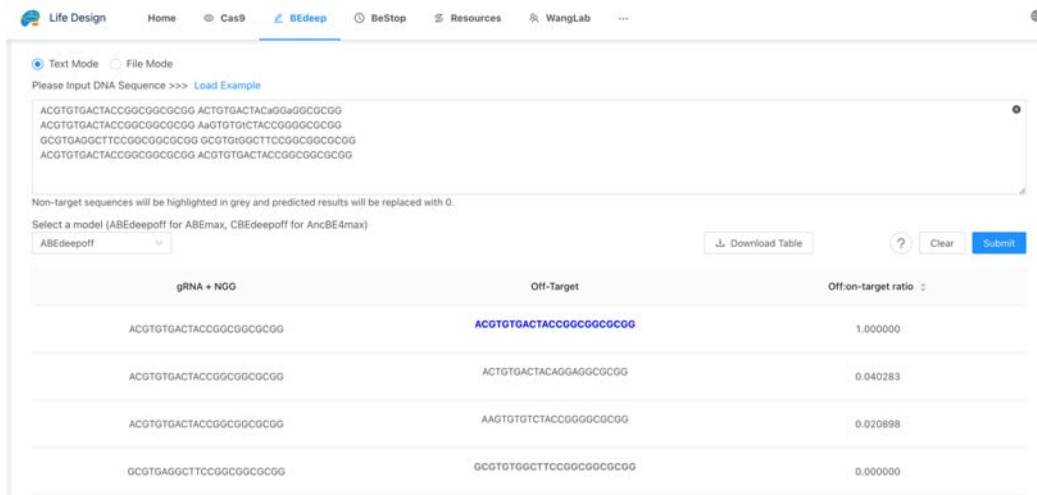 Life Design Home Cas9 BEdeep BeStop Resources WangLab ...
Text Mode File Mode
Please Input DNA Sequence >>> Load Example
ACGTGTGACTACCGGCGGCGCGG ACTGTGACTACaGGaGGCGCGG
ACGTGTGACTACCGGCGGCGCGG AaGTGTGtCTACCGGGGCGCGG
GCGTGAGGCTTCCGGCGGCGCGG GCGTGtGGCTTCCGGCGGCGCGG
ACGTGTGACTACCGGCGGCGCGG ACGTGTGACTACCGGCGGCGCGG
Non-target sequences will be highlighted in grey and predicted results will be replaced with 0.
Select a model (ABEdeepoff for ABEmax, CBEdeepoff for AncBE4max)
ABEdeepoff Download Table ? Clear Submit
gRNA + NGG Off-Target Off:on-target ratio
ACGTGTGACTACCGGCGGCGCGG ACGTGTGACTACCGGCGGCGCGG 1.000000
ACGTGTGACTACCGGCGGCGCGG ACTGTGACTACAGGAGGCGCGG 0.040283
ACGTGTGACTACCGGCGGCGCGG AAGTGTGTCTACCGGGGCGCGG 0.020898
GCGTGAGGCTTCCGGCGGCGCGG GCGTGTGGCTTCCGGCGGCGCGG 0.000000